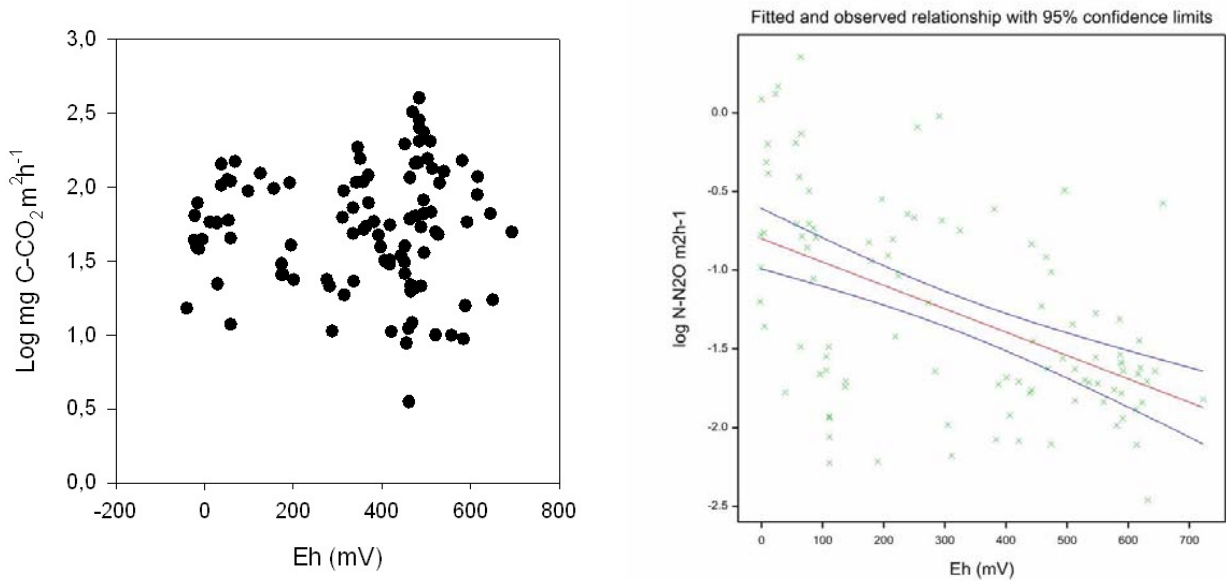 3,0
2,5
2,0
1,5
1,0
0,5
0,0
-200 0 200 400 600 800
Log mg C-CO2 m2h-1
Eh (mV)
Fitted and observed relationship with 95% confidence limits
0.0
-0.5
-1.0
-1.5
-2.0
-2.5
0 100 200 300 400 500 600 700
log N-N2O m2h-1
Eh (mV)